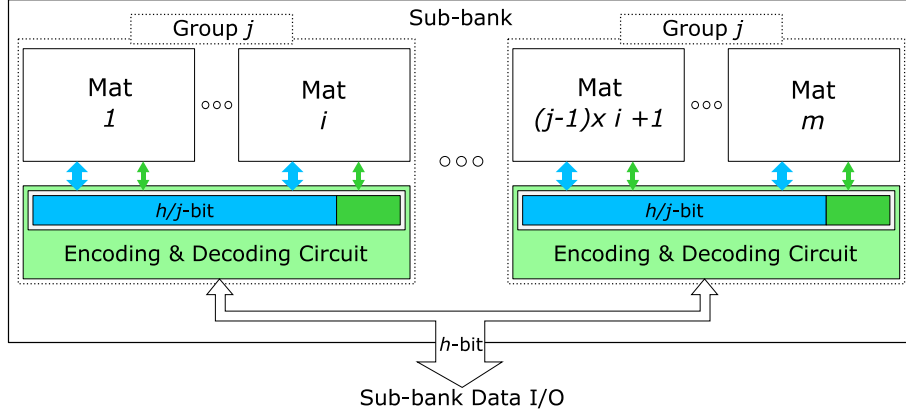 Sub-bank
Group j
Group j
Mat
1
Mat
i
Mat
(j-1)x i +1
Mat
m
h/j-bit
h/j-bit
Encoding & Decoding Circuit
Encoding & Decoding Circuit
h-bit
Sub-bank Data I/O